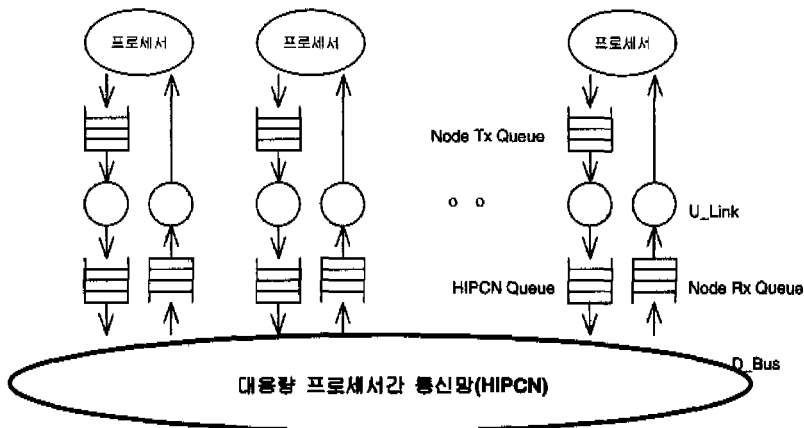 프로세서 프로세서 프로세서
Node Tx Queue
o o
U_Link
HIPCN Queue Node Rx Queue
D_Bus
대용량 프로세서간 통신망(HIPCN)